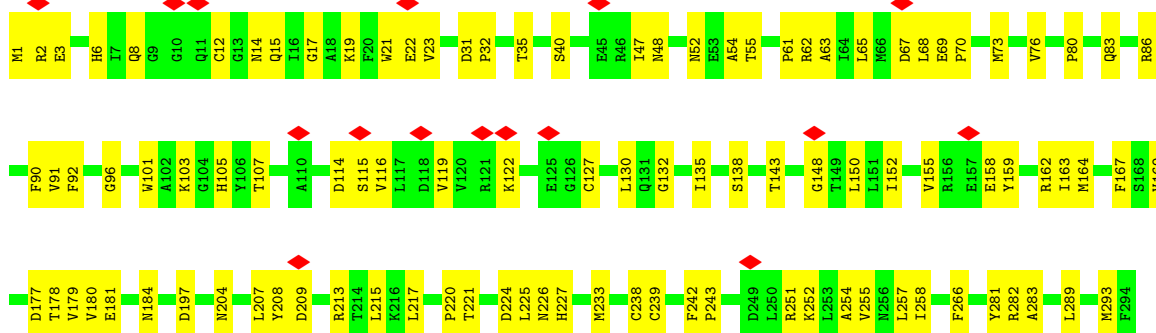 M1 R2 E3 H6 I7 Q8 G9 G10 Q11 C12 G13 N14 Q15 I16 G17 A18 K19 F20 W21 E22 V23 D31 P32 T35 S40 E45 R46 I47 N48 N52 E53 A54 T55 P61 R62 A63 I64 L65 M66 D67 L68 E69 P70 M73 V76 P80 Q83 R86
F90 V91 F92 G96 W101 A102 K103 G104 H105 Y106 T107 A110 D114 S115 V116 L117 D118 V119 V120 R121 K122 E125 G126 C127 L130 Q131 G132 I135 S138 T143 G148 T149 L150 L151 I152 V155 R156 E157 E158 Y159 R162 I163 M164 F167 S168
D177 T178 V179 V180 E181 N184 D197 N204 L207 Y208 D209 R213 T214 L215 K216 L217 P220 T221 D224 L225 N226 H227 M233 C238 C239 F242 P243 D249 L250 R251 K252 L253 A254 V255 N256 L257 I258 F266 Y281 R282 A283 L289 M293 F294